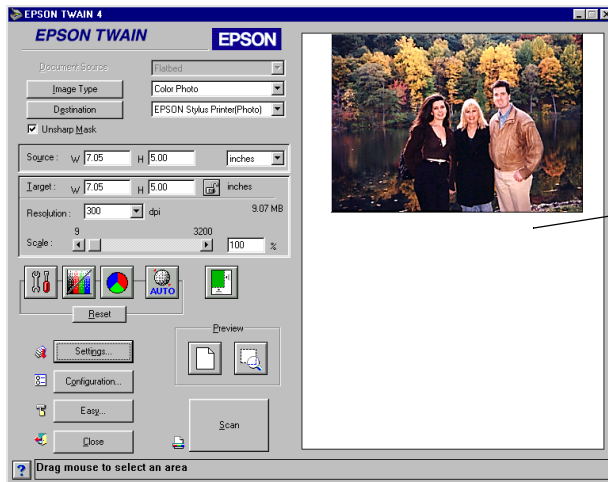 EPSON TWAIN 4
EPSON TWAIN
EPSON
Document Source
Flatbed
Image Type
Color Photo
Destination
EPSON Stylus Printer(Photo)
Unsharp Mask
Source : W 7.05 H 5.00 inches
Target : W 7.05 H 5.00 inches
Resolution : 300 dpi 9.07 MB
9 3200
Scale : 100 %
AUTO
Reset
Preview
Settings...
Configuration...
Easy...
Close
Scan
? Drag mouse to select an area